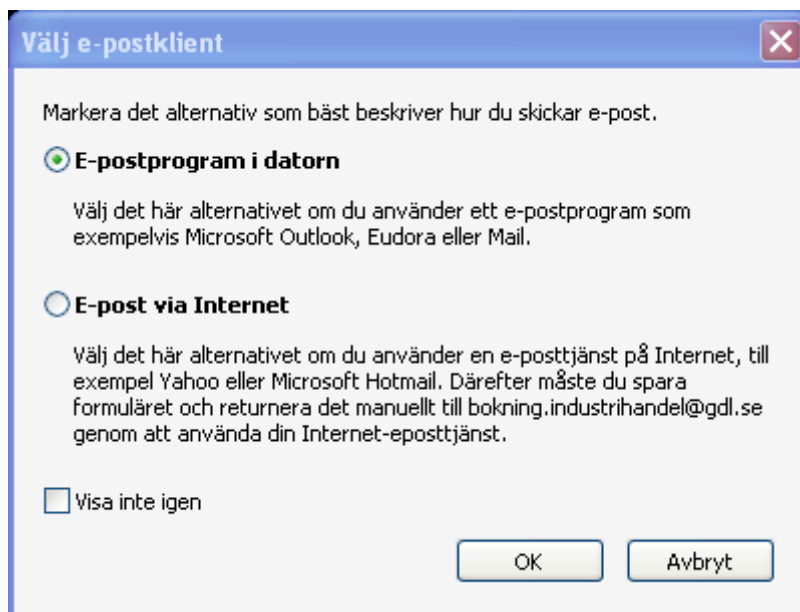 Välj e-postklient
Markera det alternativ som bäst beskriver hur du skickar e-post.
E-postprogram i datorn
Välj det här alternativet om du använder ett e-postprogram som
exempelvis Microsoft Outlook, Eudora eller Mail.
E-post via Internet
Välj det här alternativet om du använder en e-posttjänst på Internet, till
exempel Yahoo eller Microsoft Hotmail. Därefter måste du spara
formuläret och returnera det manuellt till bokning.industrihandel@gdl.se
genom att använda din Internet-eposttjänst.
Visa inte igen
OK
Avbryt